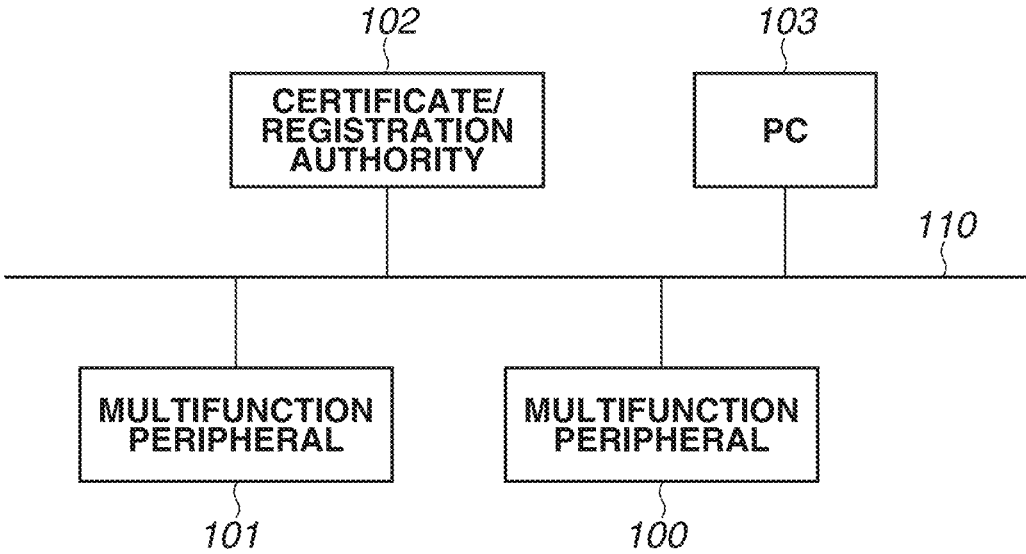 102
103
CERTIFICATE/
REGISTRATION
AUTHORITY
PC
110
MULTIFUNCTION
PERIPHERAL
MULTIFUNCTION
PERIPHERAL
101
100